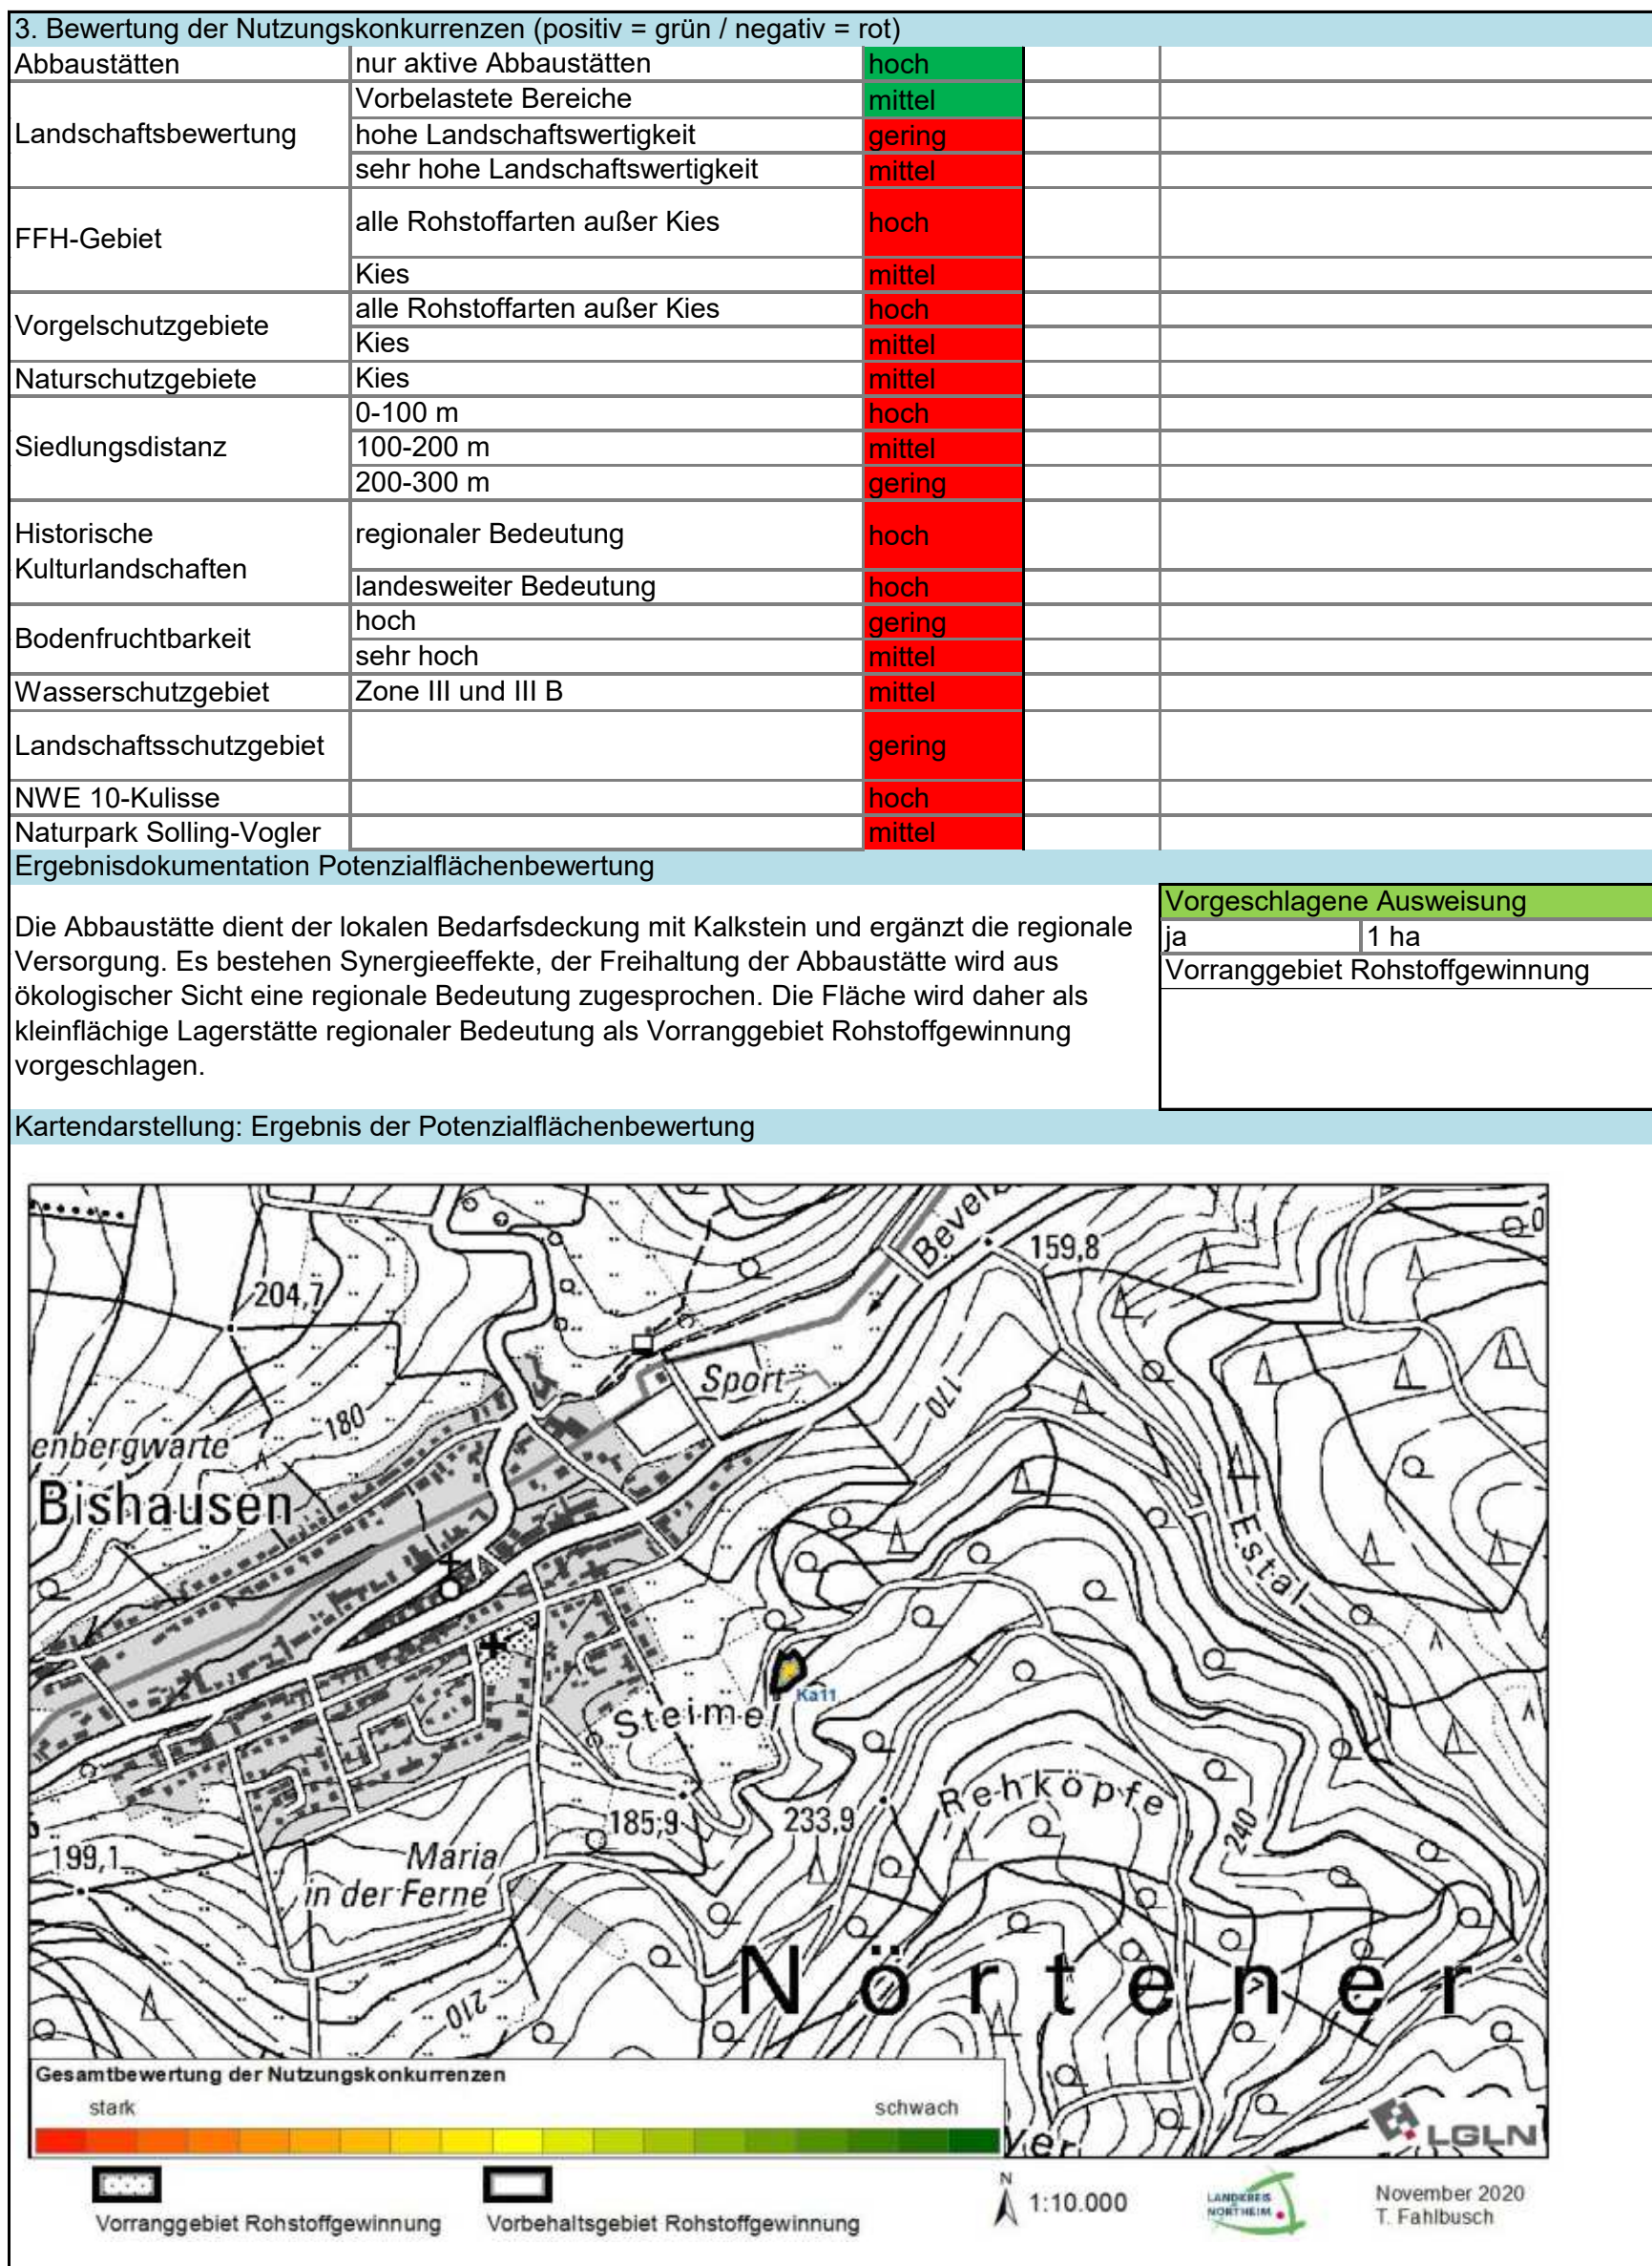 3. Bewertung der Nutzungskonkurrenzen (positiv = grün / negativ = rot)
Abbaustätten nur aktive Abbaustätten hoch
Landschaftsbewertung Vorbelastete Bereiche mittel
hohe Landschaftswertigkeit gering
sehr hohe Landschaftswertigkeit mittel
FFH-Gebiet alle Rohstoffarten außer Kies hoch
Kies mittel
Vorgelschutzgebiete alle Rohstoffarten außer Kies hoch
Kies mittel
Naturschutzgebiete Kies mittel
Siedlungsdistanz 0-100 m hoch
100-200 m mittel
200-300 m gering
Historische
Kulturlandschaften regionaler Bedeutung hoch
landesweiter Bedeutung hoch
Bodenfruchtbarkeit hoch gering
sehr hoch mittel
Wasserschutzgebiet Zone III und III B mittel
Landschaftsschutzgebiet gering
NWE 10-Kulisse hoch
Naturpark Solling-Vogler mittel
Ergebnisdokumentation Potenzialflächenbewertung
Die Abbaustätte dient der lokalen Bedarfsdeckung mit Kalkstein und ergänzt die regionale
Versorgung. Es bestehen Synergieeffekte, der Freihaltung der Abbaustätte wird aus
ökologischer Sicht eine regionale Bedeutung zugesprochen. Die Fläche wird daher als
kleinflächige Lagerstätte regionaler Bedeutung als Vorranggebiet Rohstoffgewinnung
vorgeschlagen.
Vorgeschlagene Ausweisung
ja 1 ha
Vorranggebiet Rohstoffgewinnung
Kartendarstellung: Ergebnis der Potenzialflächenbewertung
Bever
159,8
204,7
Sport
170
180
enbergwarte
Bishausen
Estal
Ka11
Steimel
Rehköpfe
185,9
233,9
240
199,1
Maria
in der Ferne
Nörtener
210
Gesamtbewertung der Nutzungskonkurrenzen
stark schwach
LGLN
Vorranggebiet Rohstoffgewinnung Vorbehaltsgebiet Rohstoffgewinnung
N
1:10.000
LANDKREIS
NORTHEIM
November 2020
T. Fahlbusch